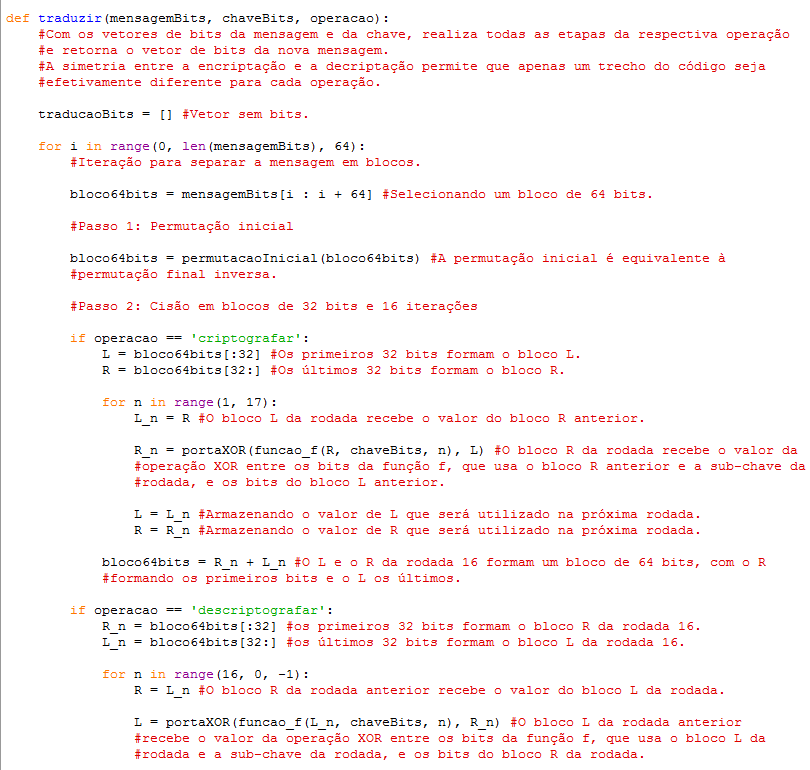 def traduzir(mensagemBits, chaveBits, operacao):
#Com os vetores de bits da mensagem e da chave, realiza todas as etapas da respectiva operação
#e retorna o vetor de bits da nova mensagem.
#A simetria entre a encriptação e a decriptação permite que apenas um trecho do código seja
#efetivamente diferente para cada operação.
traducaoBits = [] #Vetor sem bits.
for i in range(0, len(mensagemBits), 64):
#Iteração para separar a mensagem em blocos.
bloco64bits = mensagemBits[i : i + 64] #Selecionando um bloco de 64 bits.
#Passo 1: Permutação inicial
bloco64bits = permutacaoInicial(bloco64bits) #A permutação inicial é equivalente à
#permutação final inversa.
#Passo 2: Cisão em blocos de 32 bits e 16 iterações
if operacao == 'criptografar':
L = bloco64bits[:32] #Os primeiros 32 bits formam o bloco L.
R = bloco64bits[32:] #Os últimos 32 bits formam o bloco R.
for n in range(1, 17):
L_n = R #O bloco L da rodada recebe o valor do bloco R anterior.
R_n = portaXOR(funcao_f(R, chaveBits, n), L) #O bloco R da rodada recebe o valor da
#operação XOR entre os bits da função f, que usa o bloco R anterior e a sub-chave da
#rodada, e os bits do bloco L anterior.
L = L_n #Armazenando o valor de L que será utilizado na próxima rodada.
R = R_n #Armazenando o valor de R que será utilizado na próxima rodada.
bloco64bits = R_n + L_n #O L e o R da rodada 16 formam um bloco de 64 bits, com o R
#formando os primeiros bits e o L os últimos.
if operacao == 'descriptografar':
R_n = bloco64bits[:32] #os primeiros 32 bits formam o bloco R da rodada 16.
L_n = bloco64bits[32:] #os últimos 32 bits formam o bloco L da rodada 16.
for n in range(16, 0, -1):
R = L_n #O bloco R da rodada anterior recebe o valor do bloco L da rodada.
L = portaXOR(funcao_f(L_n, chaveBits, n), R_n) #O bloco L da rodada anterior
#recebe o valor da operação XOR entre os bits da função f, que usa o bloco L da
#rodada e a sub-chave da rodada, e os bits do bloco R da rodada.